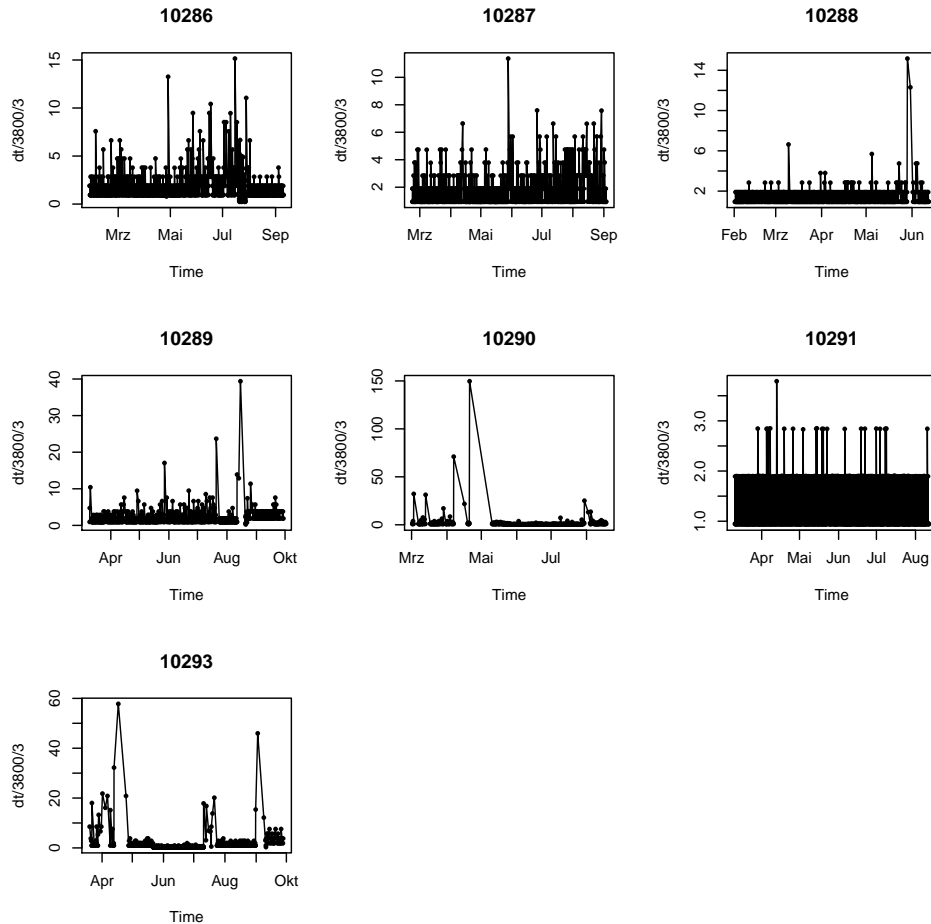 10286
dt/3800/3
0 5 10 15
Mrz Mai Jul Sep
Time
10287
dt/3800/3
2 4 6 8 10
Mrz Mai Jul Sep
Time
10288
dt/3800/3
2 6 10 14
Feb Mrz Apr Mai Jun
Time
10289
dt/3800/3
0 10 20 30 40
Apr Jun Aug Okt
Time
10290
dt/3800/3
0 50 100 150
Mrz Mai Jul
Time
10291
dt/3800/3
1.0 2.0 3.0
Apr Mai Jun Jul Aug
Time
10293
dt/3800/3
0 20 40 60
Apr Jun Aug Okt
Time